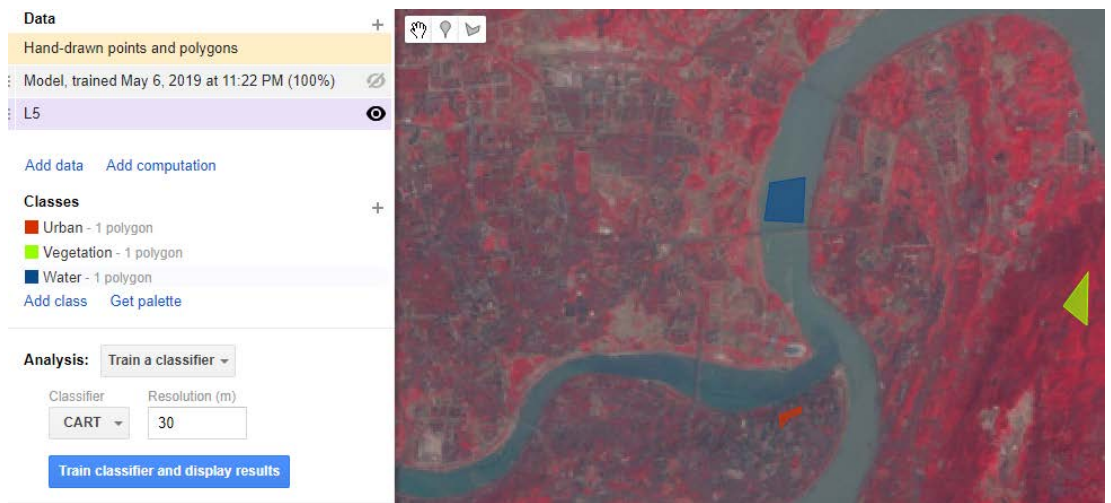 Data
Hand-drawn points and polygons
Model, trained May 6, 2019 at 11:22 PM (100%)
L5
Add data Add computation
Classes
Urban - 1 polygon
Vegetation - 1 polygon
Water - 1 polygon
Add class Get palette
Analysis: Train a classifier
Classifier Resolution (m)
CART 30
Train classifier and display results